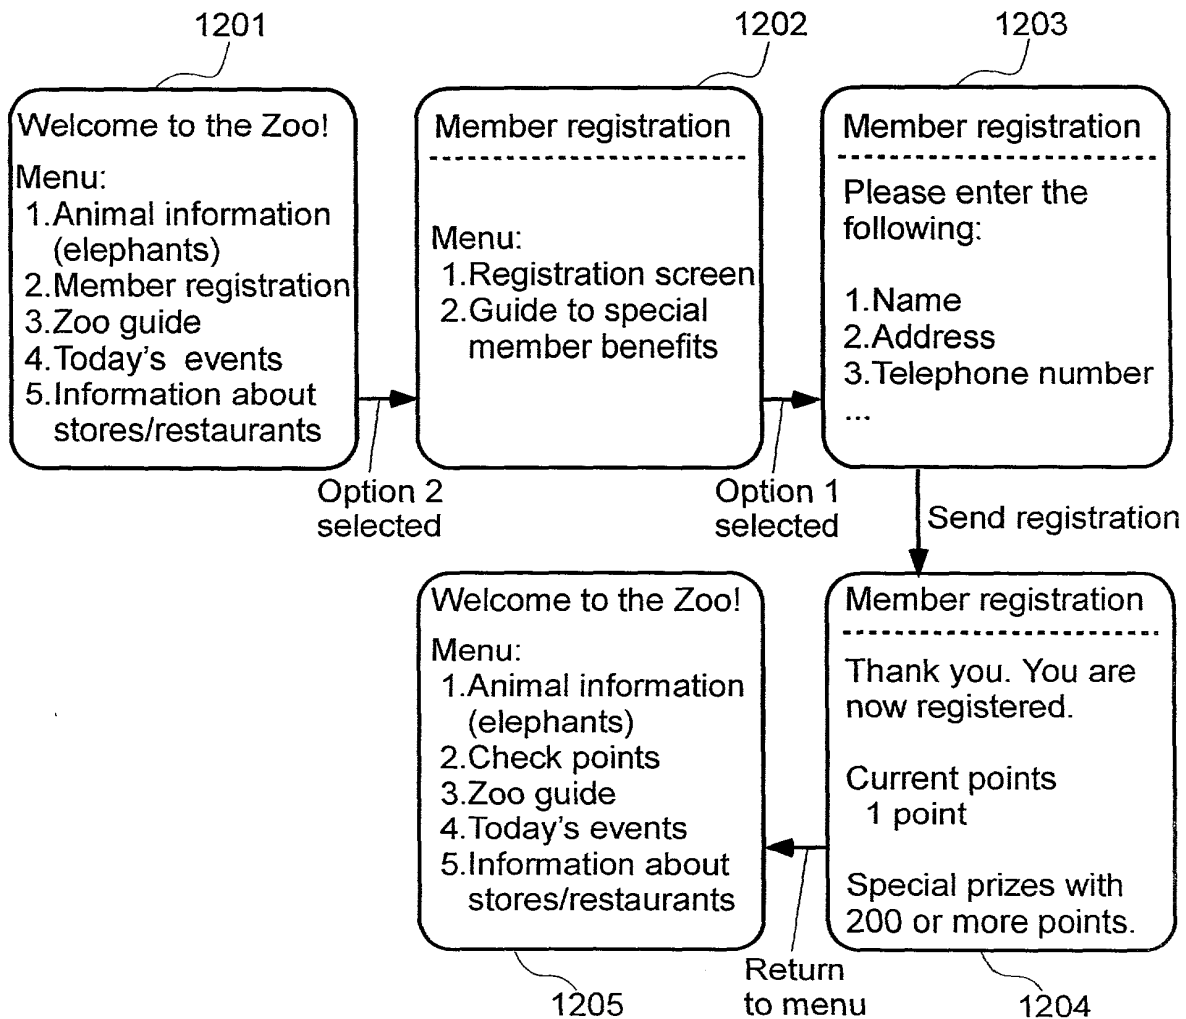 1201
Welcome to the Zoo!
Menu:
1.Animal information
(elephants)
2.Member registration
3.Zoo guide
4.Today's events
5.Information about
stores/restaurants
Option 2
selected
1202
Member registration
Menu:
1.Registration screen
2.Guide to special
member benefits
Option 1
selected
1203
Member registration
Please enter the
following:
1.Name
2.Address
3.Telephone number
...
Send registration
Member registration
Thank you. You are
now registered.
Current points
1 point
Special prizes with
200 or more points.
1204
Return
to menu
Welcome to the Zoo!
Menu:
1.Animal information
(elephants)
2.Check points
3.Zoo guide
4.Today's events
5.Information about
stores/restaurants
1205